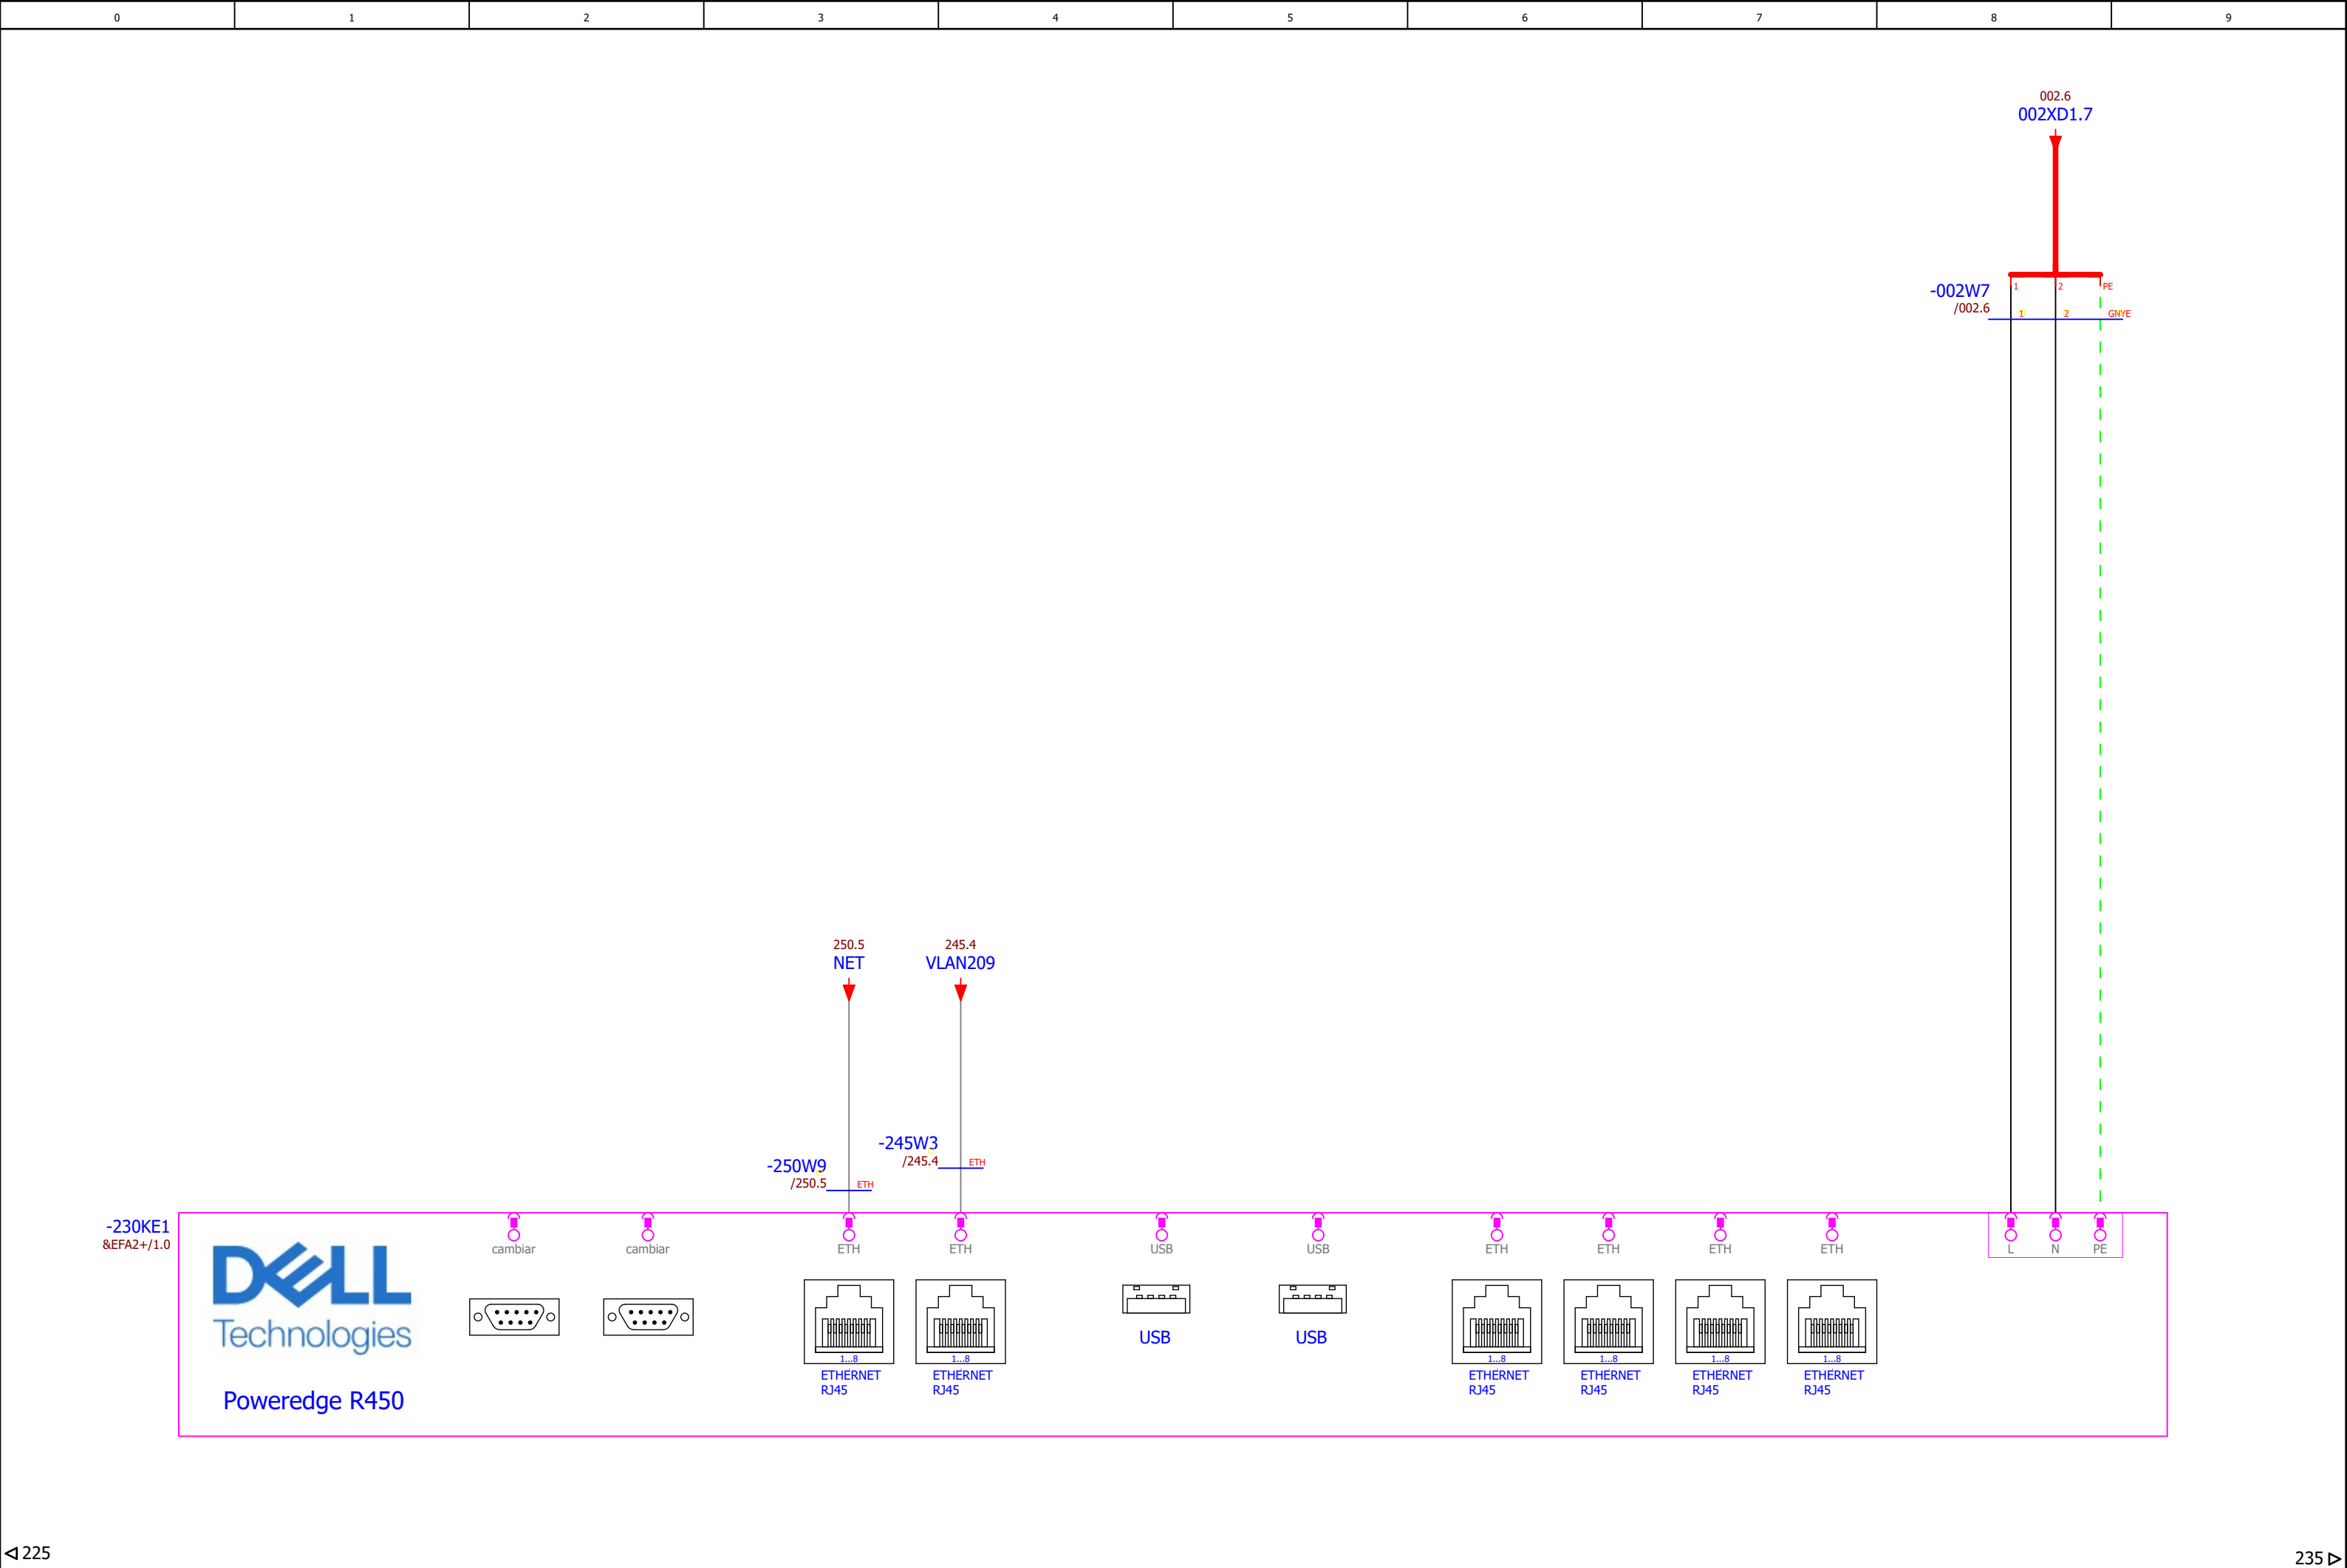 0 1 2 3 4 5 6 7 8 9
002.6
002XD1.7
-002W7
/002.6
1 2 PE
1 2 GNYE
250.5
NET
245.4
VLAN209
-245W3
/245.4
ETH
-250W9
/250.5
ETH
-230KE1
&EFA2+/1.0
cambiar cambiar ETH ETH USB USB ETH ETH ETH ETH L N PE
DELL
Technologies
Poweredge R450
USB USB
1...8 1...8 1...8 1...8 1...8 1...8
ETHERNET ETHERNET ETHERNET ETHERNET ETHERNET ETHERNET
RJ45 RJ45 RJ45 RJ45 RJ45 RJ45
225
235